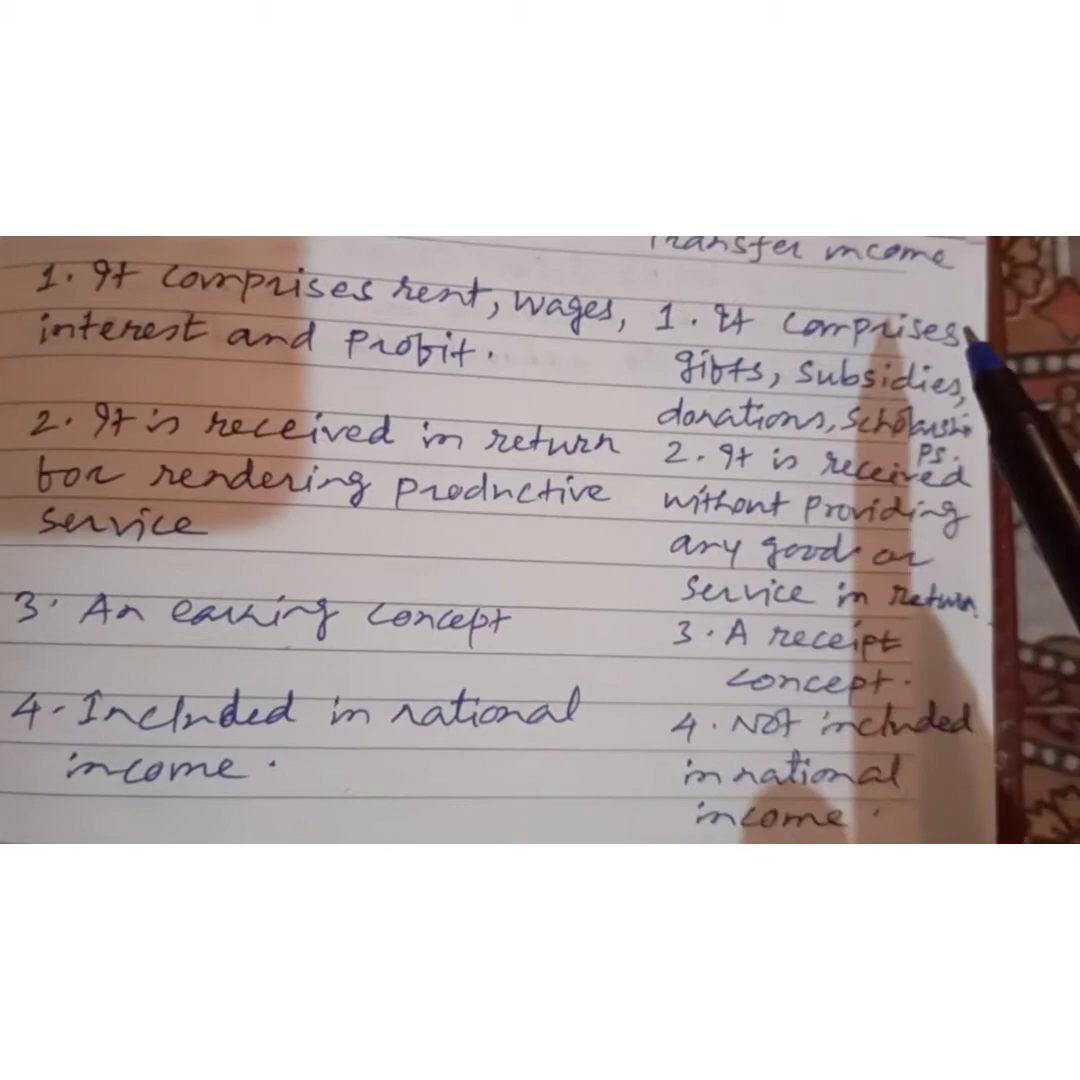 Transfer income
1. It comprises rent, wages,
interest and profit.
2. It is received in return
for rendering productive
service
3. An earning concept
4. Included in national
income.
1. It comprises
gifts, subsidies,
donations, scholarshi
ps.
2. It is received
without providing
any good or
service in return
3. A receipt
concept.
4. Not included
in national
income.